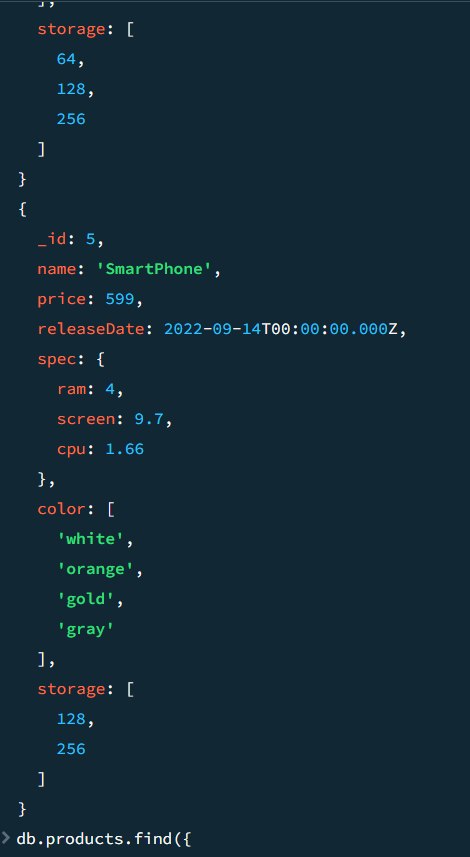 ],
storage: [
64,
128,
256
]
}
{
_id: 5,
name: 'SmartPhone',
price: 599,
releaseDate: 2022-09-14T00:00:00.000Z,
spec: {
ram: 4,
screen: 9.7,
cpu: 1.66
},
color: [
'white',
'orange',
'gold',
'gray'
],
storage: [
128,
256
]
}
> db.products.find({